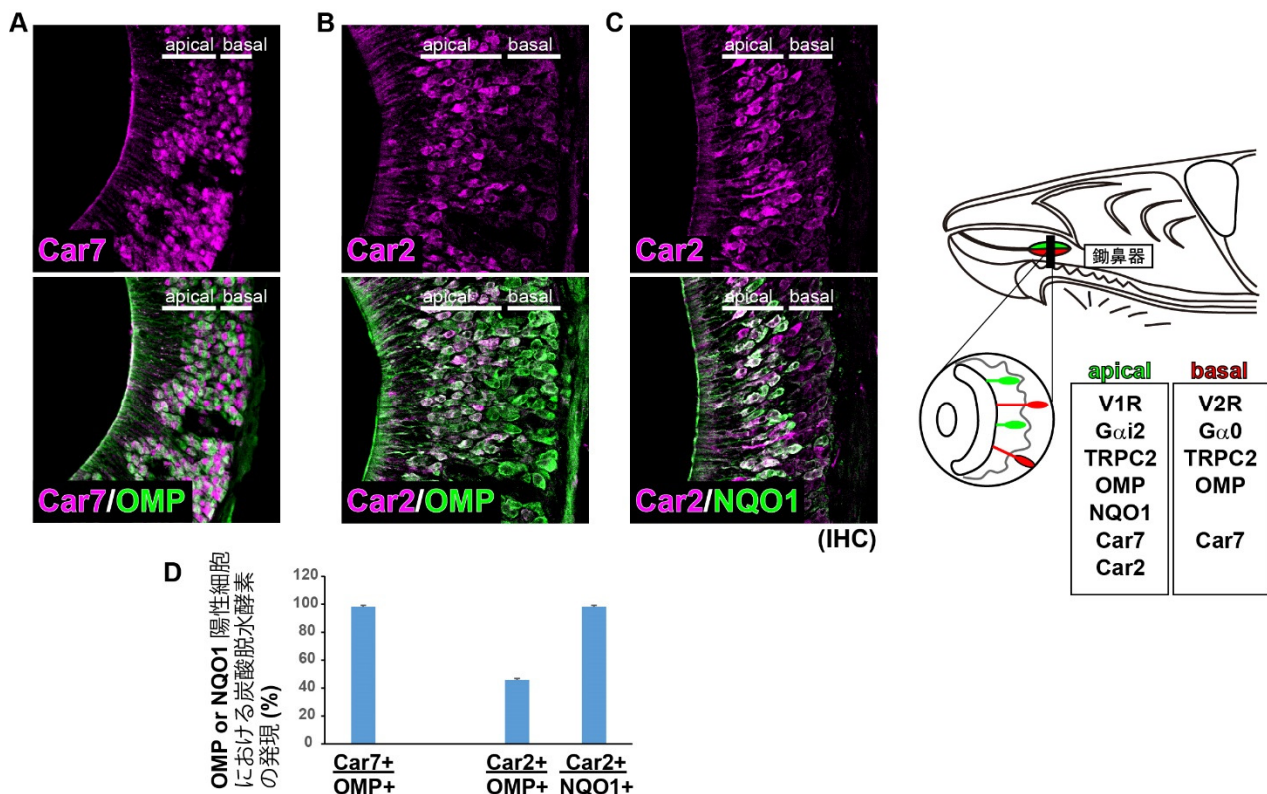 A
apical basal
Car7
apical basal
Car7/OMP
B
apical basal
Car2
apical basal
Car2/OMP
C
apical basal
Car2
apical basal
Car2/NQO1
(IHC)
鋤鼻器
apical
V1R
Gαi2
TRPC2
OMP
NQO1
Car7
Car2
basal
V2R
Gα0
TRPC2
OMP
Car7
D
OMP or NQO1 陽性細胞
における炭酸脱水酵素
の発現 (%)
120
100
80
60
40
20
0
Car7+
OMP+
Car2+
OMP+
Car2+
NQO1+